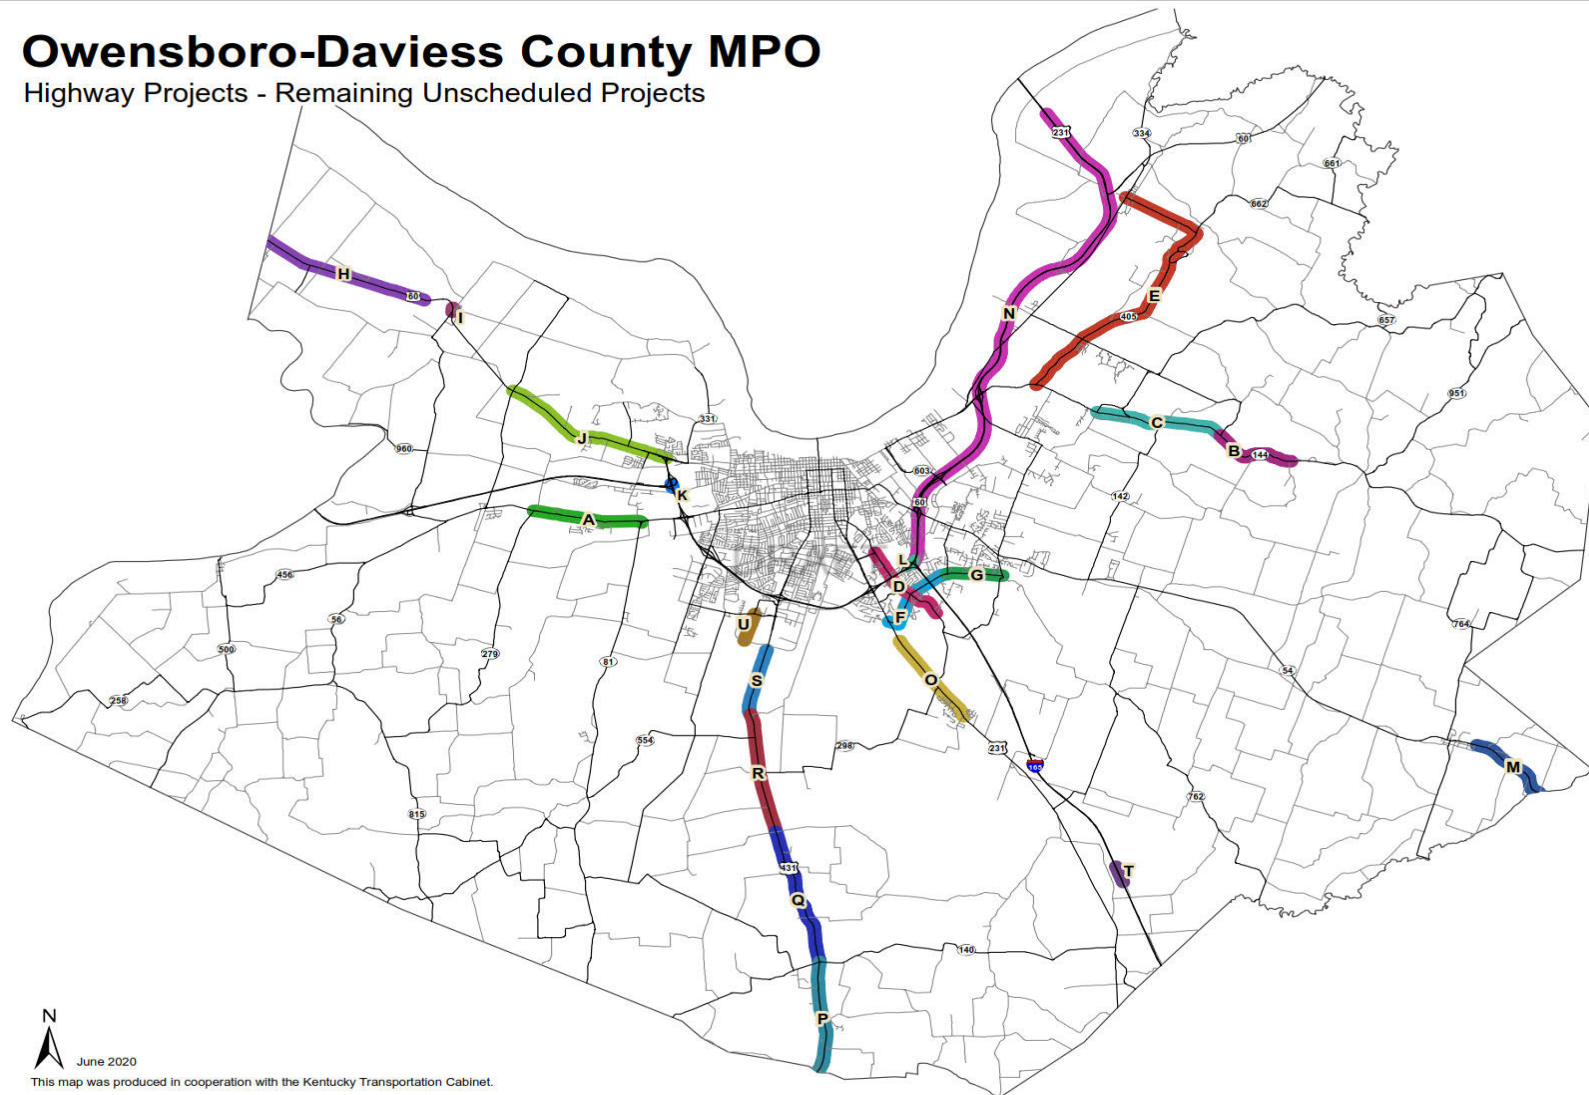 Owensboro-Daviess County MPO
Highway Projects - Remaining Unscheduled Projects
231
334
60
661
662
H
60
I
N
E
405
657
951
J
331
C
960
B
144
603
K
142
60
A
L
456
D
G
F
56
U
764
500
279
81
54
S
O
258
554
298
231
165
M
R
762
815
431
T
Q
140
P
N
June 2020
This map was produced in cooperation with the Kentucky Transportation Cabinet.